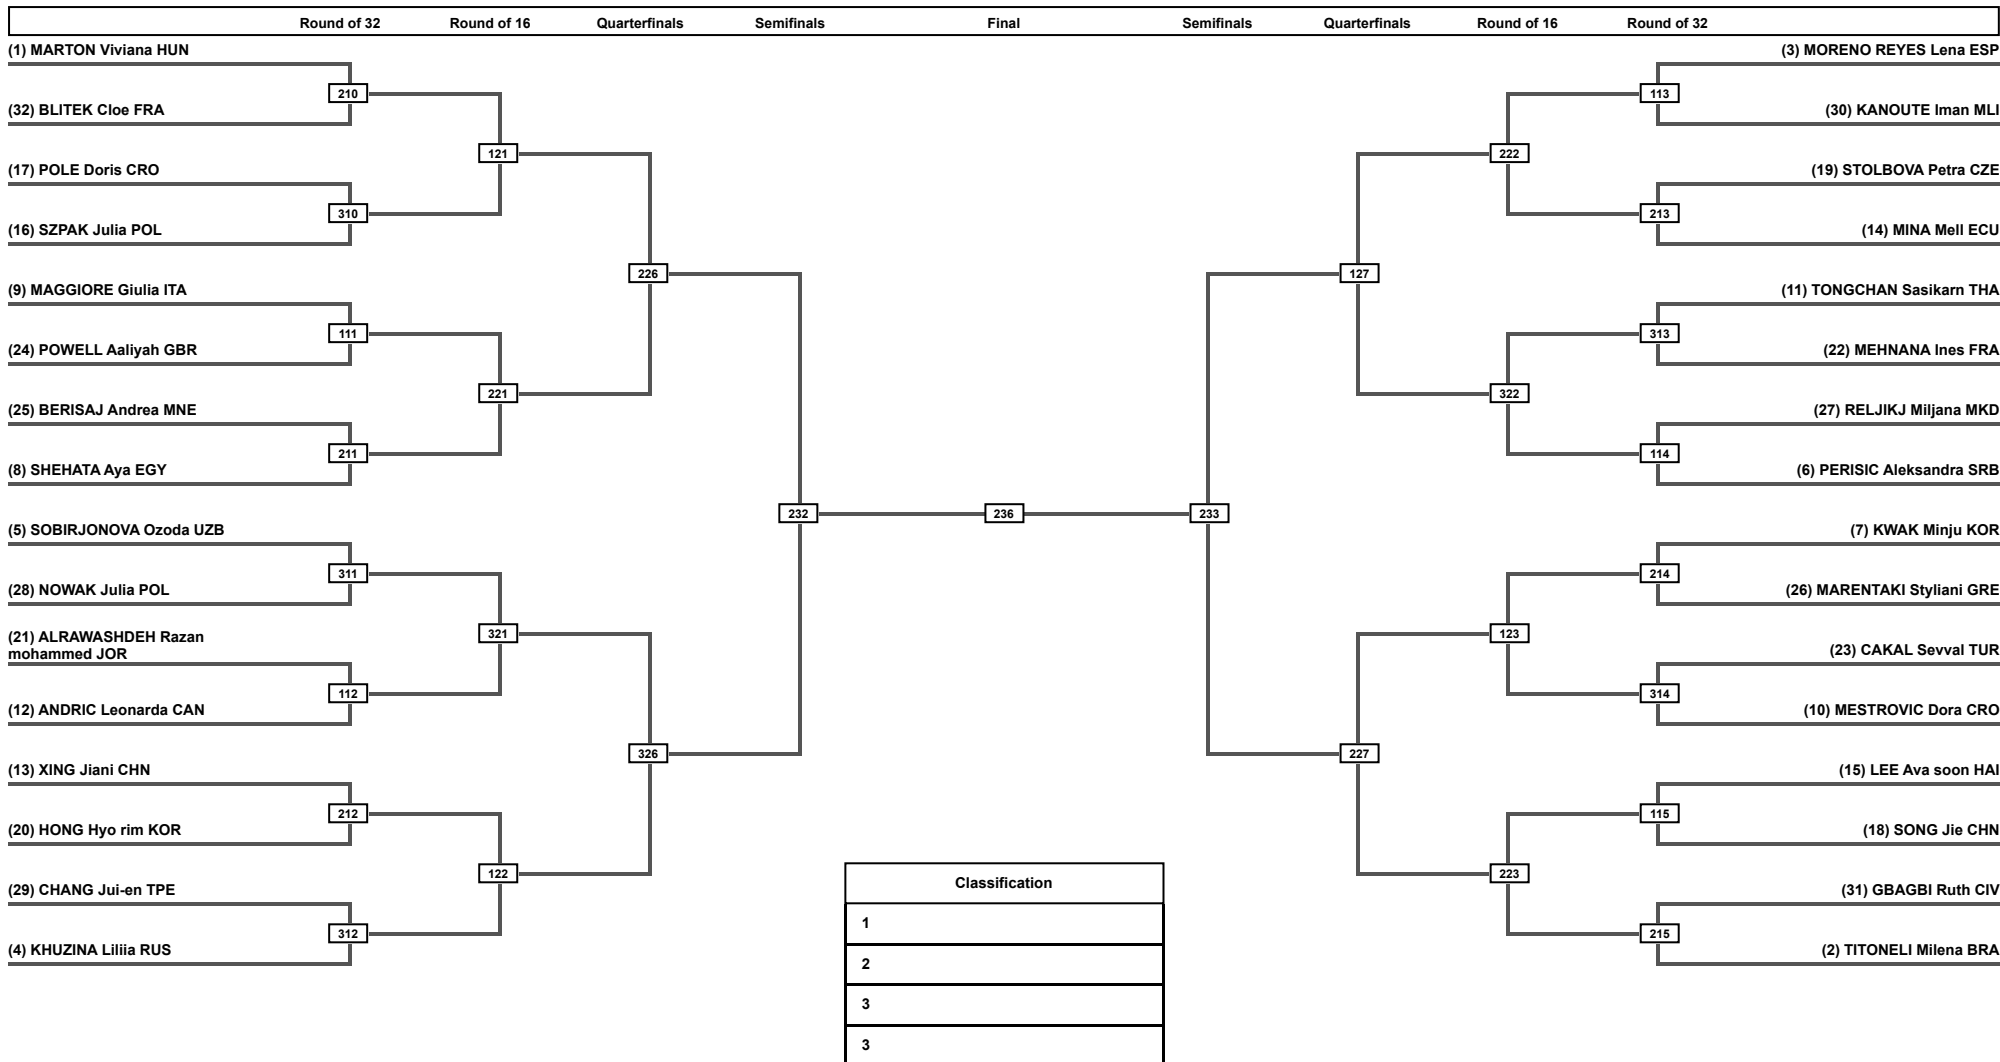 Round of 32 Round of 16 Quarterfinals Semifinals Final Semifinals Quarterfinals Round of 16 Round of 32
(1) MARTON Viviana HUN
(3) MORENO REYES Lena ESP
210
113
(32) BLITEK Cloe FRA
(30) KANOUTE Iman MLI
121
222
(17) POLE Doris CRO
(19) STOLBOVA Petra CZE
310
213
(16) SZPAK Julia POL
(14) MINA Mell ECU
226
127
(9) MAGGIORE Giulia ITA
(11) TONGCHAN Sasikarn THA
111
313
(24) POWELL Aaliyah GBR
(22) MEHNANA Ines FRA
221
322
(25) BERISAJ Andrea MNE
(27) RELJIKJ Miljana MKD
211
114
(8) SHEHATA Aya EGY
(6) PERISIC Aleksandra SRB
232
236
233
(5) SOBIRJONOVA Ozoda UZB
(7) KWAK Minju KOR
311
214
(28) NOWAK Julia POL
(26) MARENTAKI Styliani GRE
(21) ALRAWASHDEH Razan
mohammed JOR
321
123
(23) CAKAL Sevval TUR
112
314
(12) ANDRIC Leonarda CAN
(10) MESTROVIC Dora CRO
326
227
(13) XING Jiani CHN
(15) LEE Ava soon HAI
212
115
(20) HONG Hyo rim KOR
(18) SONG Jie CHN
122
223
(29) CHANG Jui-en TPE
(31) GBAGBI Ruth CIV
312
215
(4) KHUZINA Liliia RUS
(2) TITONELI Milena BRA
Classification
1
2
3
3